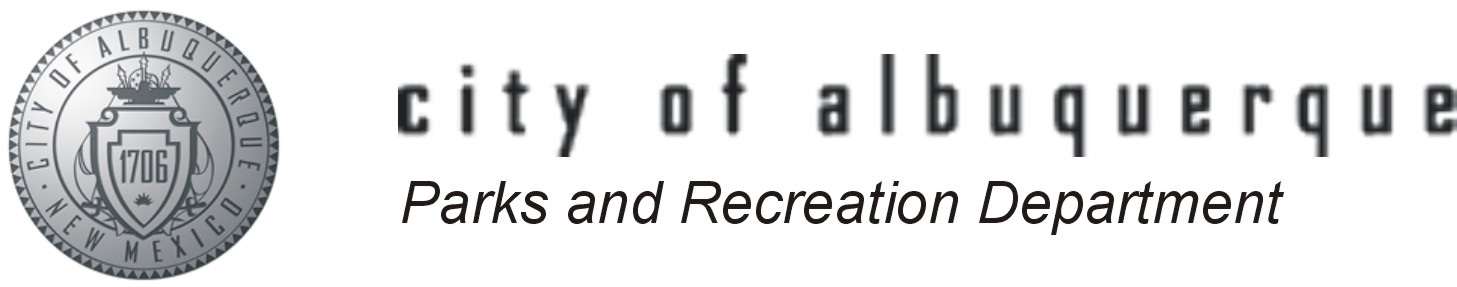 CITY OF ALBUQUERQUE
1706
· NEW MEXICO ·
city of albuquerque
Parks and Recreation Department